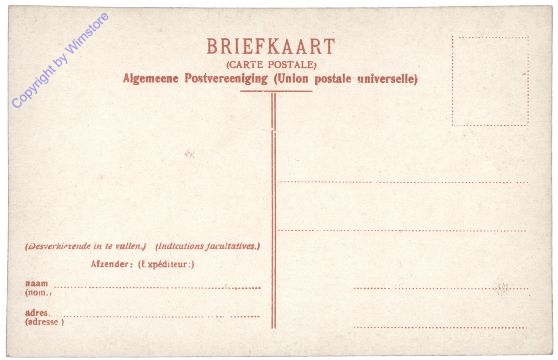 Copyright by Wimstore
BRIEFKAART
(CARTE POSTALE)
Algemeene Postvereeniging (Union postale universelle)
(Desverkiezende in te vullen.) (Indications facultatives.)
Afzender: (Expéditeur:)
naam
(nom.)
adres.
(adresse)